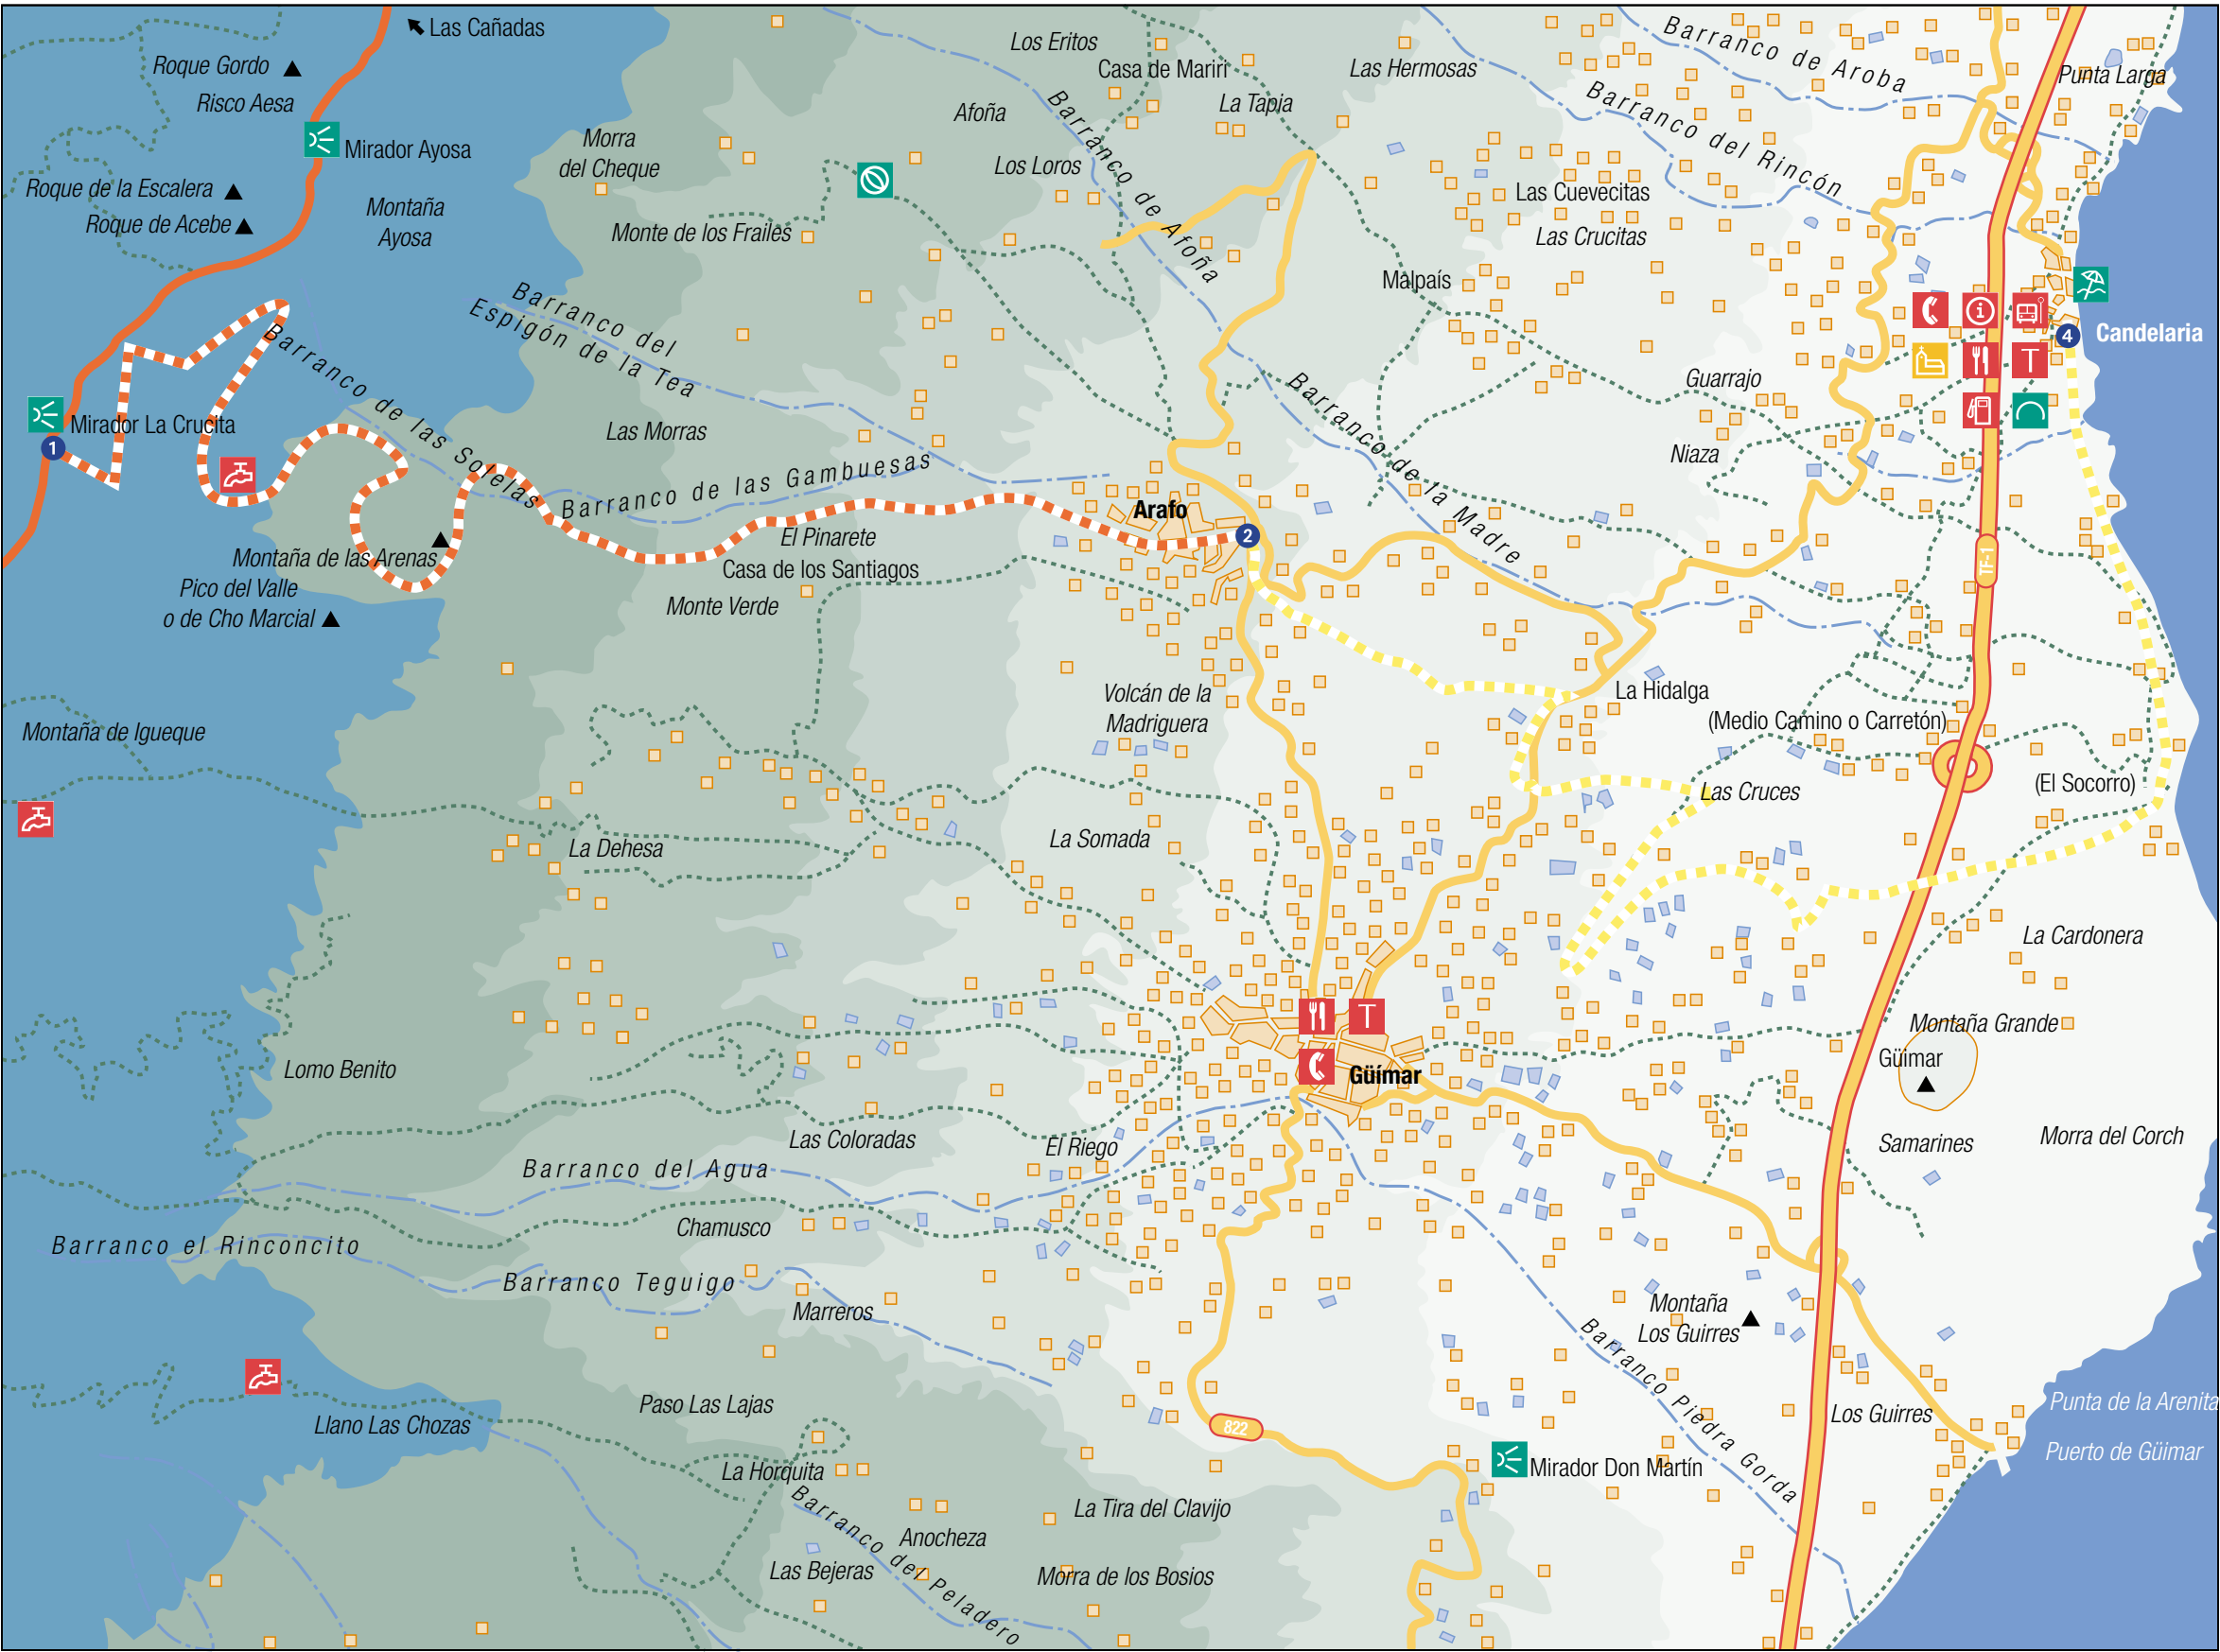 Las Cañadas
Roque Gordo
Risco Aesa
Mirador Ayosa
Roque de la Escalera
Roque de Acebe
Montaña
Ayosa
Morra
del Cheque
Monte de los Frailes
Los Eritos
Casa de Mariri
Afoña
La Tapia
Los Loros
Barranco de Afoña
Las Hermosas
Barranco de Aroba
Barranco del Rincón
Punta Larga
Las Cuevecitas
Las Crucitas
Malpaís
Barranco del
Espigón de la Tea
Barranco de las Solelas
Las Morras
Barranco de las Gambuesas
Barranco de la Madre
Guarrajo
Niaza
i
T
4
Candelaria
Mirador La Crucita
1
Arafo
2
El Pinarete
Casa de los Santiagos
Monte Verde
Montaña de las Arenas
Pico del Valle
o de Cho Marcial
TF-1
Volcán de la
Madriguera
La Hidalga
(Medio Camino o Carretón)
Las Cruces
(El Socorro)
Montaña de Igueque
La Dehesa
La Somada
La Cardonera
Montaña Grande
Güimar
T
Güímar
Lomo Benito
Las Coloradas
El Riego
Samarines
Morra del Corch
Barranco del Agua
Chamusco
Barranco el Rinconcito
Barranco Teguigo
Marreros
Montaña
Los Guirres
Barranco Piedra Gorda
Paso Las Lajas
Llano Las Chozas
822
Los Guirres
Punta de la Arenita
Puerto de Güimar
La Horquita
Mirador Don Martín
Barranco del Peladero
La Tira del Clavijo
Anocheza
Las Bejeras
Morra de los Bosios